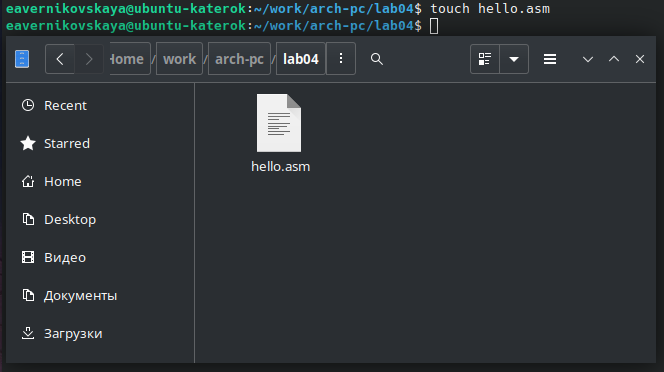 eavernikovskaya@ubuntu-katerok:~/work/arch-pc/lab04$ touch hello.asm
eavernikovskaya@ubuntu-katerok:~/work/arch-pc/lab04$
Home / work / arch-pc / lab04
Recent
Starred
Home
Desktop
Видео
Документы
Загрузки
hello.asm